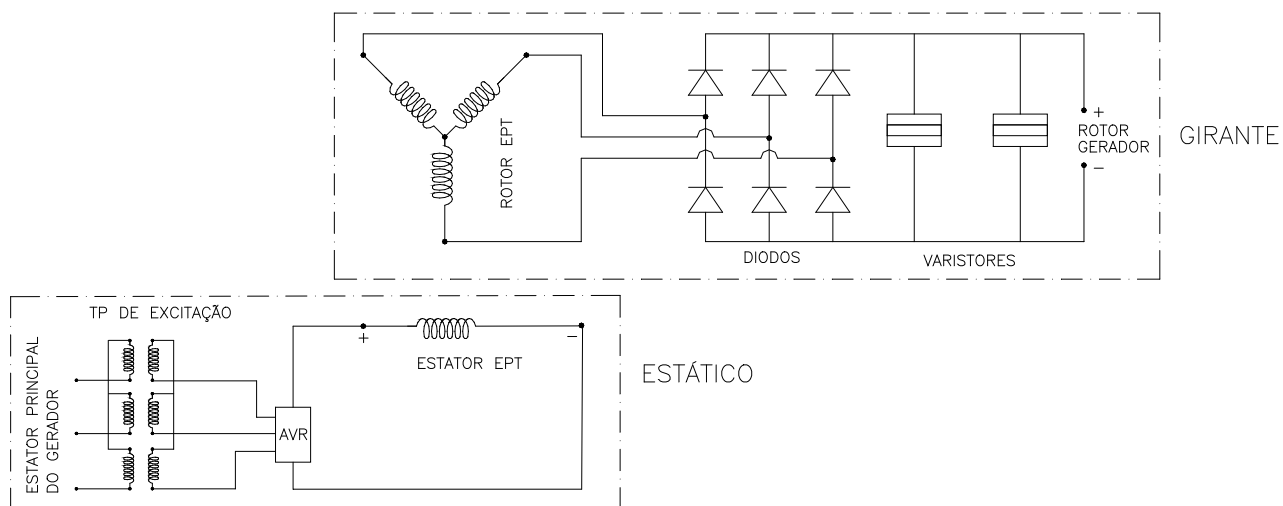 ROTOR EPT
+
ROTOR
GERADOR
−
DIODOS
VARISTORES
GIRANTE
TP DE EXCITAÇÃO
ESTATOR PRINCIPAL
DO GERADOR
AVR
+
−
ESTATOR EPT
ESTÁTICO